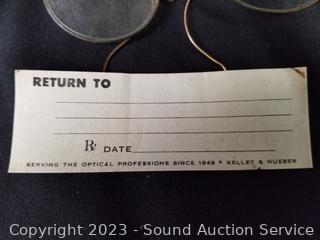 RETURN TO
℞ DATE
SERVING THE OPTICAL PROFESSIONS SINCE 1849 • KELLEY & HUEBER
Copyright 2023 - Sound Auction Service